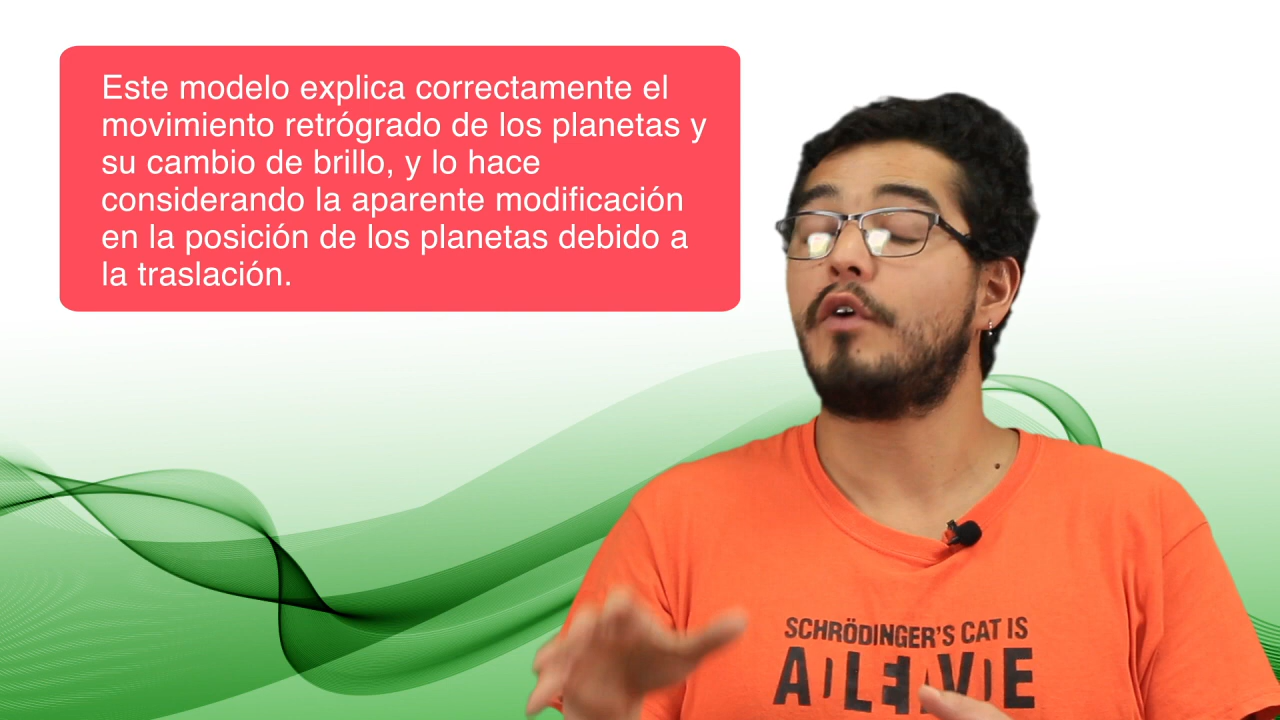 Este modelo explica correctamente el
movimiento retrógrado de los planetas y
su cambio de brillo, y lo hace
considerando la aparente modificación
en la posición de los planetas debido a
la traslación.
SCHRÖDINGER'S CAT IS